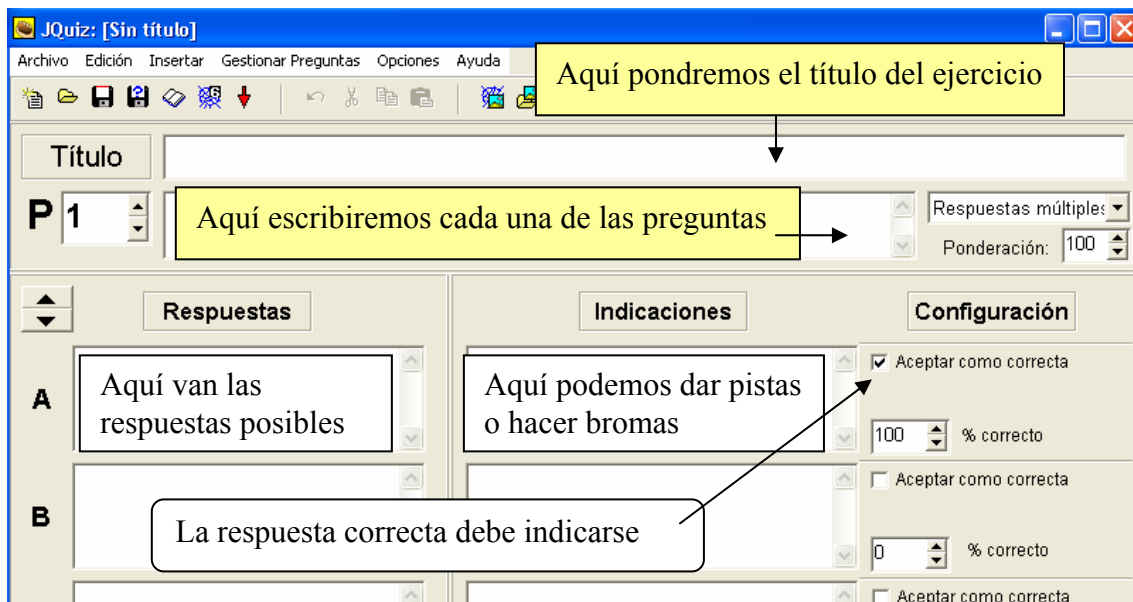 JQuiz: [Sin título]
Archivo Edición Insertar Gestionar Preguntas Opciones Ayuda
Aquí pondremos el título del ejercicio
Título
P 1
Aquí escribiremos cada una de las preguntas
Respuestas múltiples
Ponderación: 100
Respuestas Indicaciones Configuración
A
Aquí van las
respuestas posibles
Aquí podemos dar pistas
o hacer bromas
Aceptar como correcta
100 % correcto
B
La respuesta correcta debe indicarse
Aceptar como correcta
0 % correcto
Aceptar como correcta